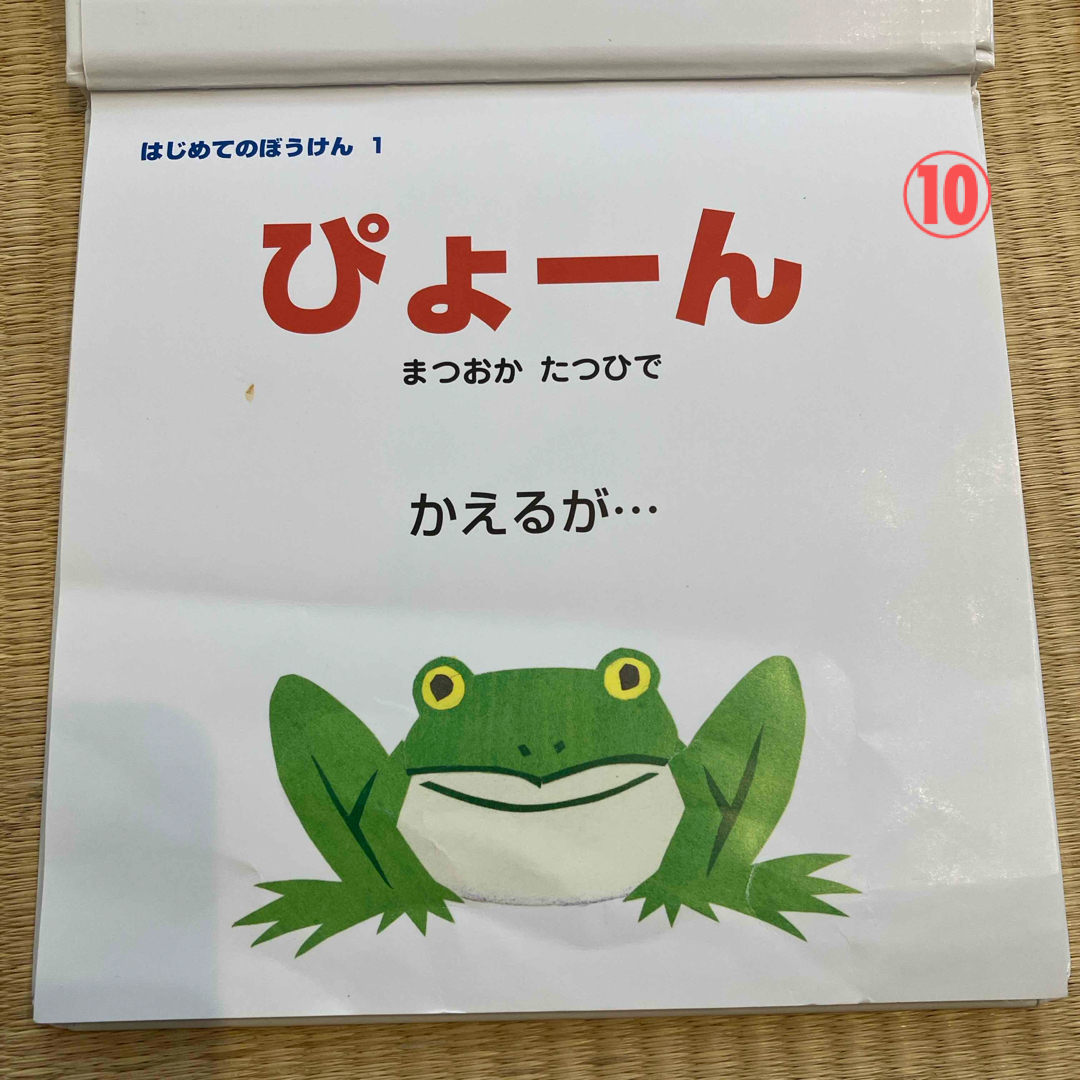 はじめてのぼうけん 1
⑩
ぴょーん
まつおか たつひで
かえるが…